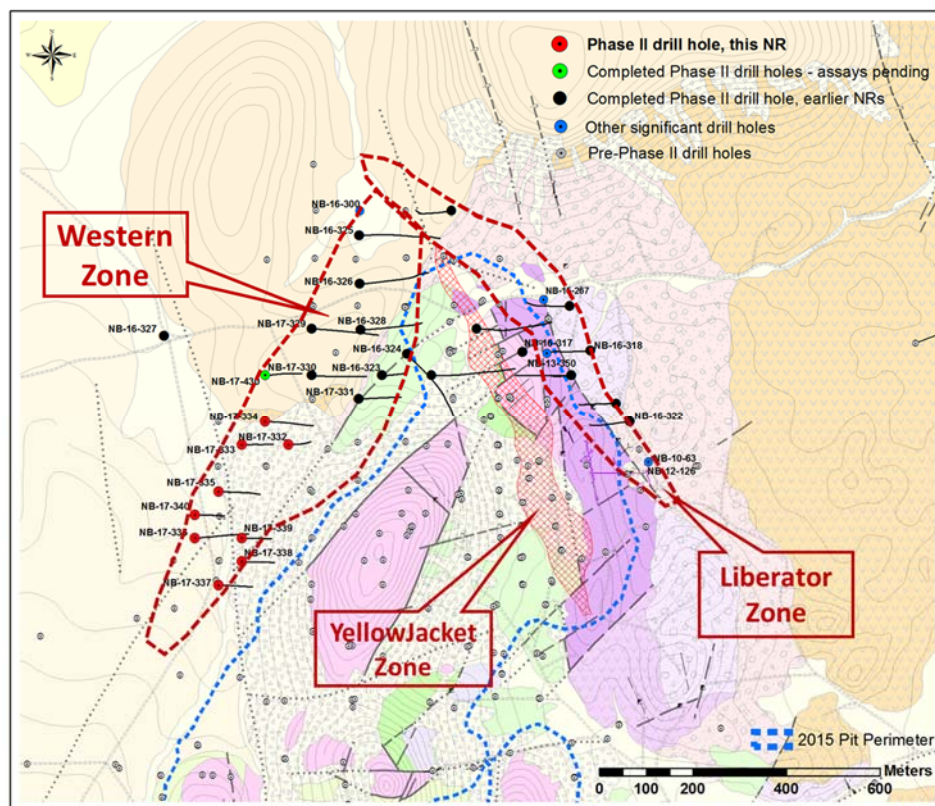 N
W
E
S
Phase II drill hole, this NR
Completed Phase II drill holes - assays pending
Completed Phase II drill hole, earlier NRs
Other significant drill holes
Pre-Phase II drill holes
NB-16-300
NB-16-325
Western
Zone
NB-16-326
NB-16-267
NB-16-327
NB-17-329
NB-16-328
NB-16-324
NB-16-317
NB-16-318
NB-17-330
NB-16-323
NB-13-350
NB-17-430
NB-17-331
NB-17-334
NB-16-322
NB-17-333
NB-17-332
NB-10-63
NB-12-126
NB-17-335
NB-17-340
NB-17-339
NB-17-338
NB-17-337
Liberator
Zone
YellowJacket
Zone
2015 Pit Perimeter
Meters
0
100
200
400
600